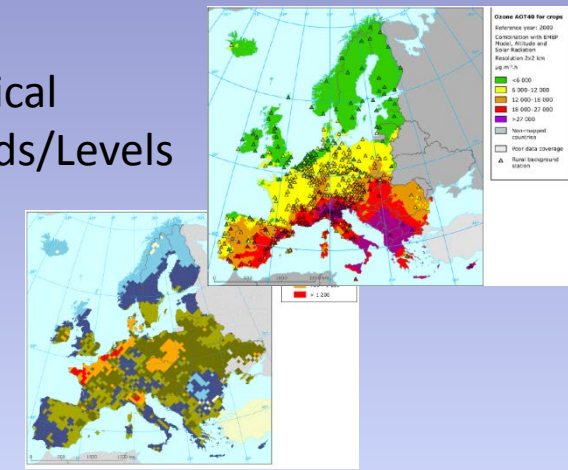 ical
ds/Levels
Ozone AOT40 for crops
Reference year: 2009
Combination with EMEP
Model, Altitude and
Solar Radiation
Resolution 2x2 km
µg.m⁻³.h
<6 000
6 000-12 000
12 000-18 000
18 000-27 000
>27 000
Non-mapped
countries
Poor data coverage
Rural background
station
> 1 200